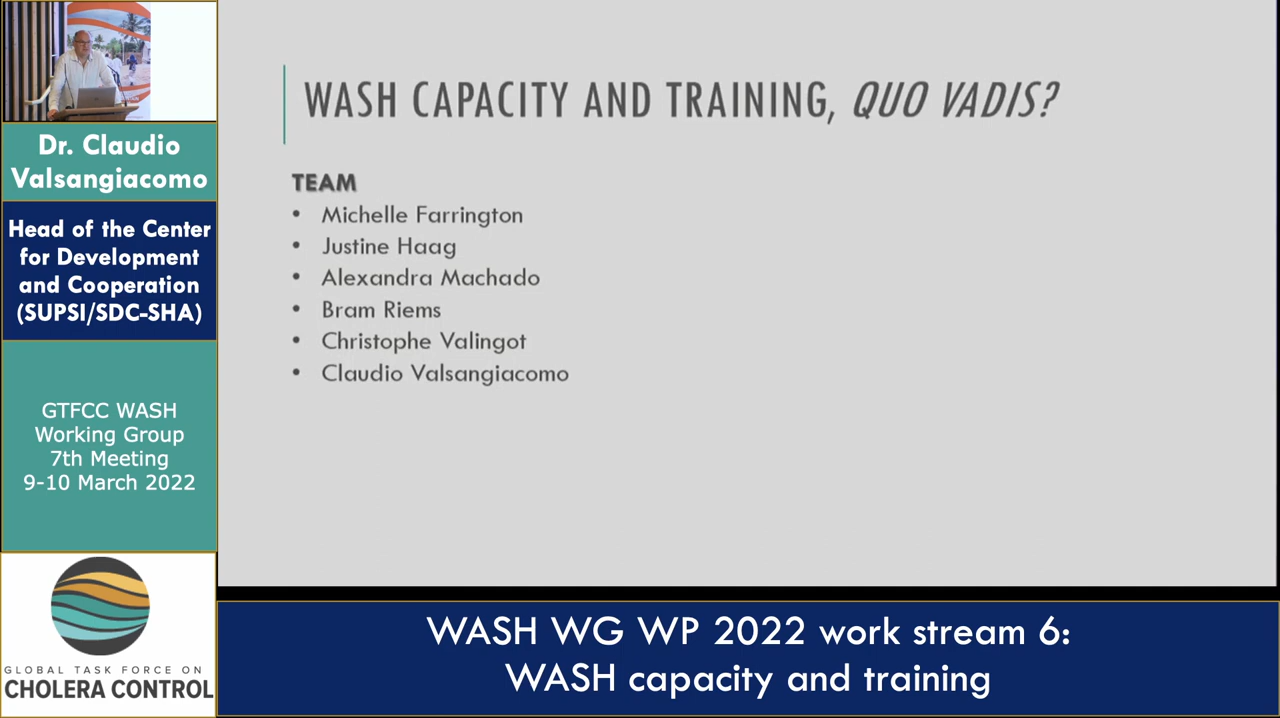 Dr. Claudio
Valsangiacomo
Head of the Center
for Development
and Cooperation
(SUPSI/SDC-SHA)
GTFCC WASH
Working Group
7th Meeting
9-10 March 2022
GLOBAL TASK FORCE ON
CHOLERA CONTROL
WASH CAPACITY AND TRAINING, QUO VADIS?
TEAM
• Michelle Farrington
• Justine Haag
• Alexandra Machado
• Bram Riems
• Christophe Valingot
• Claudio Valsangiacomo
WASH WG WP 2022 work stream 6:
WASH capacity and training